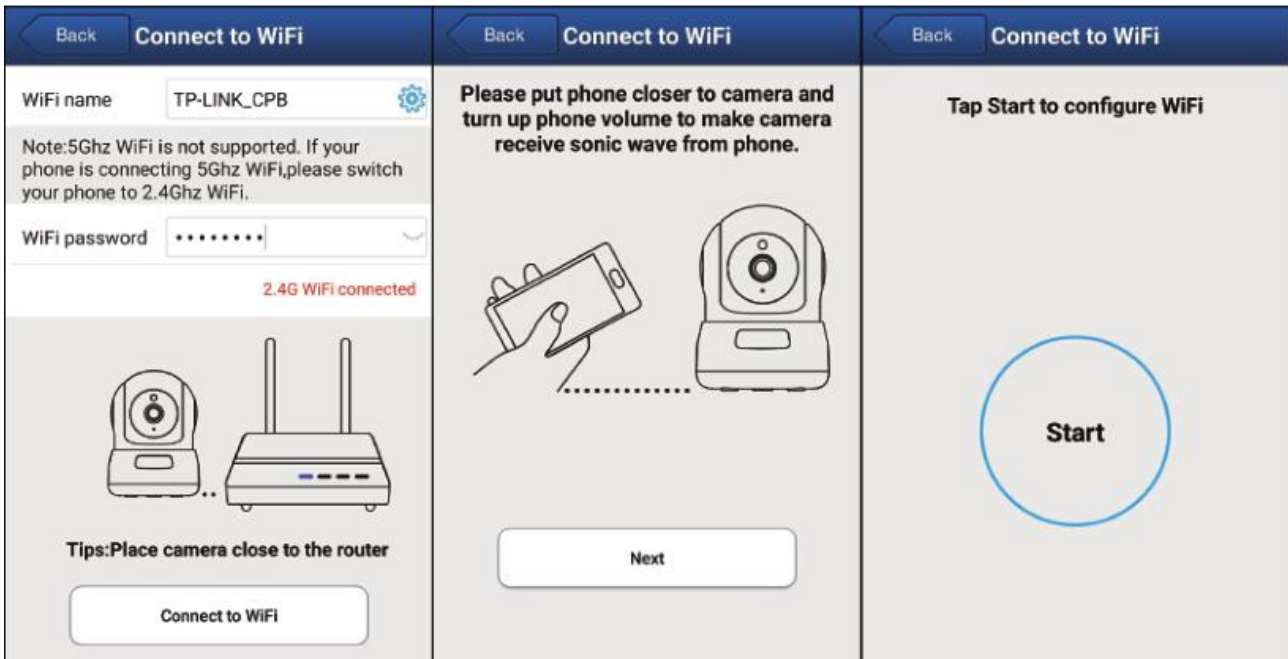 Back
Connect to WiFi
WiFi name
TP-LINK_CPB
Note:5Ghz WiFi is not supported. If your
phone is connecting 5Ghz WiFi,please switch
your phone to 2.4Ghz WiFi.
WiFi password
••••••••
2.4G WiFi connected
Tips:Place camera close to the router
Connect to WiFi
Back
Connect to WiFi
Please put phone closer to camera and
turn up phone volume to make camera
receive sonic wave from phone.
Next
Back
Connect to WiFi
Tap Start to configure WiFi
Start